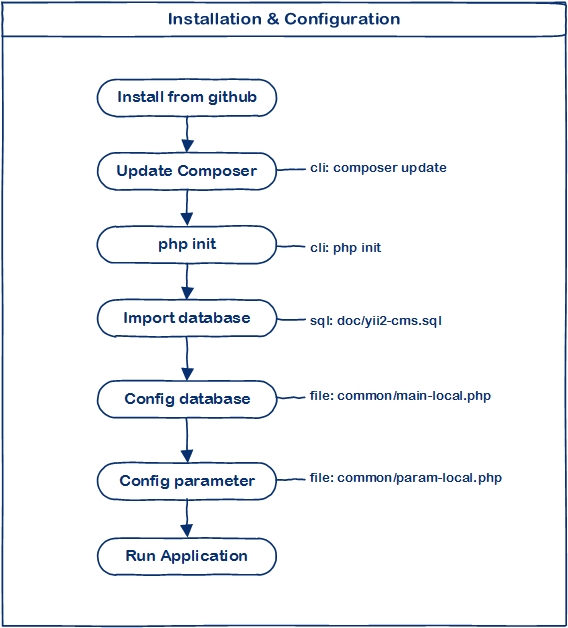 Installation & Configuration
Install from github
Update Composer
cli: composer update
php init
cli: php init
Import database
sql: doc/yii2-cms.sql
Config database
file: common/main-local.php
Config parameter
file: common/param-local.php
Run Application